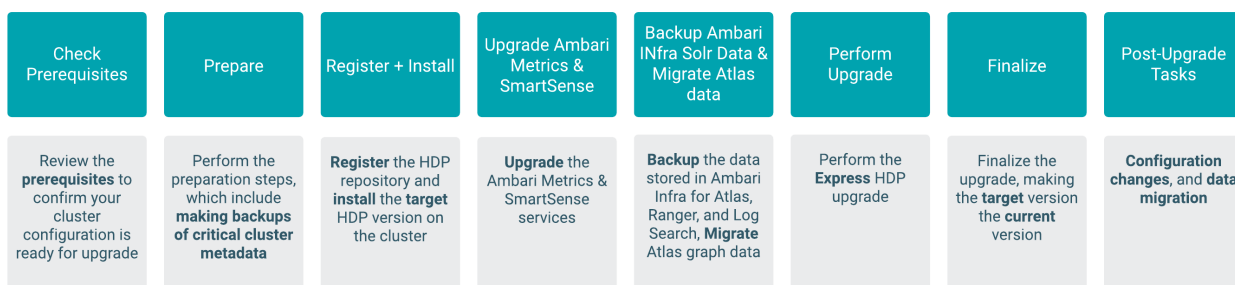 Check
Prerequisites
Prepare
Register + Install
Upgrade Ambari
Metrics &
SmartSense
Backup Ambari
INfra Solr Data &
Migrate Atlas
data
Perform
Upgrade
Finalize
Post-Upgrade
Tasks
Review the
prerequisites to
confirm your
cluster
configuration is
ready for upgrade
Perform the
preparation steps,
which include
making backups
of critical cluster
metadata
Register the HDP
repository and
install the target
HDP version on
the cluster
Upgrade the
Ambari Metrics &
SmartSense
services
Backup the data
stored in Ambari
Infra for Atlas,
Ranger, and Log
Search, Migrate
Atlas graph data
Perform the
Express HDP
upgrade
Finalize the
upgrade, making
the target version
the current
version
Configuration
changes, and data
migration